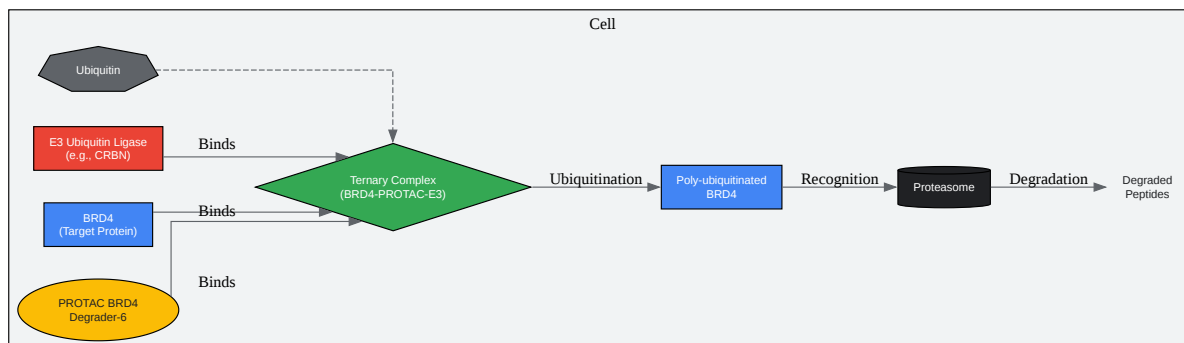 Cell
Ubiquitin
E3 Ubiquitin Ligase
(e.g., CRBN)
Binds
Ternary Complex
(BRD4-PROTAC-E3)
Ubiquitination
Poly-ubiquitinated
BRD4
Recognition
Proteasome
Degradation
Degraded
Peptides
BRD4
(Target Protein)
Binds
Binds
PROTAC BRD4
Degrader-6